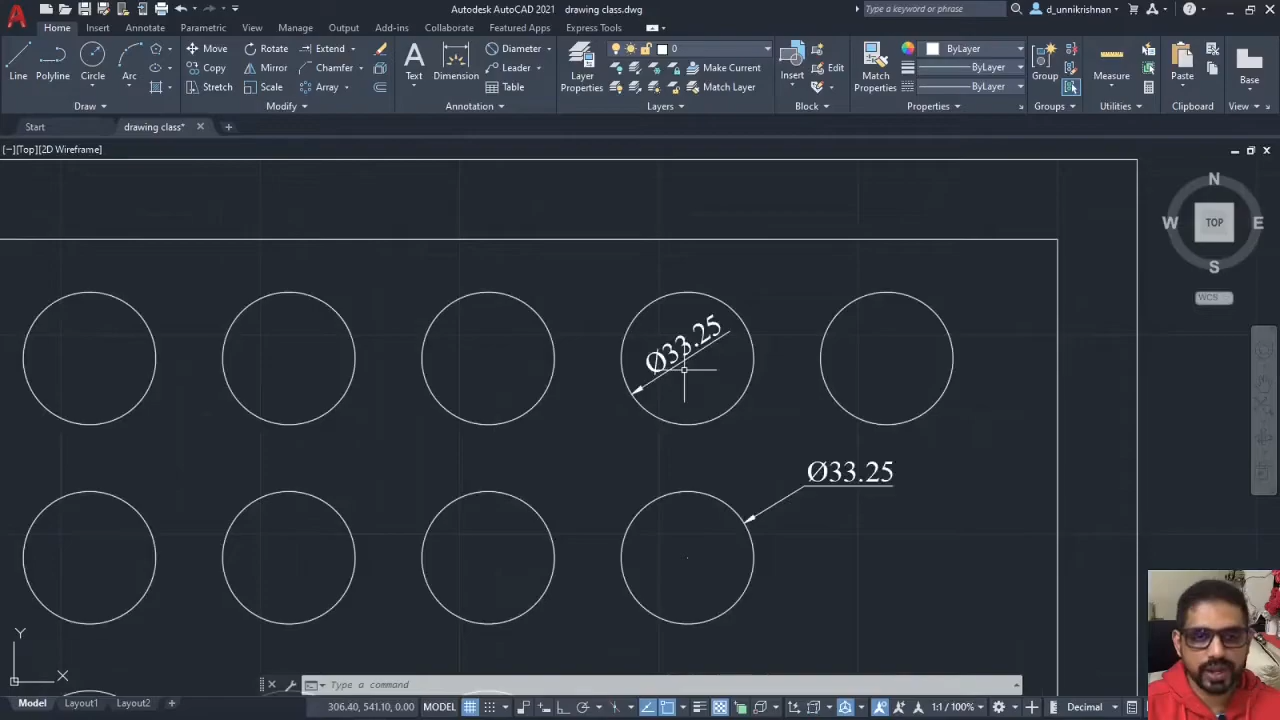 Autodesk AutoCAD 2021 drawing class.dwg
Type a keyword or phrase
d_unnikrishnan
Home Insert Annotate Parametric View Manage Output Add-ins Collaborate Express Tools Featured Apps
Line Polyline Circle Arc
Move Rotate Extend
Copy Mirror Chamfer
Stretch Scale Array
Text Dimension
Diameter
Leader
Table
Layer Properties
0
Make Current
Match Layer
Insert
Edit
Match Properties
ByLayer
ByLayer
ByLayer
Group
Measure
Paste
Base
Draw Modify Annotation Layers Block Properties Groups Utilities Clipboard View
Start drawing class*
[−][Top][2D Wireframe]
N
W TOP E
S
WCS
Ø33.25
Ø33.25
Y
X
Type a command
Model Layout1 Layout2
306.40, 541.10, 0.00 MODEL 1:1 / 100% Decimal